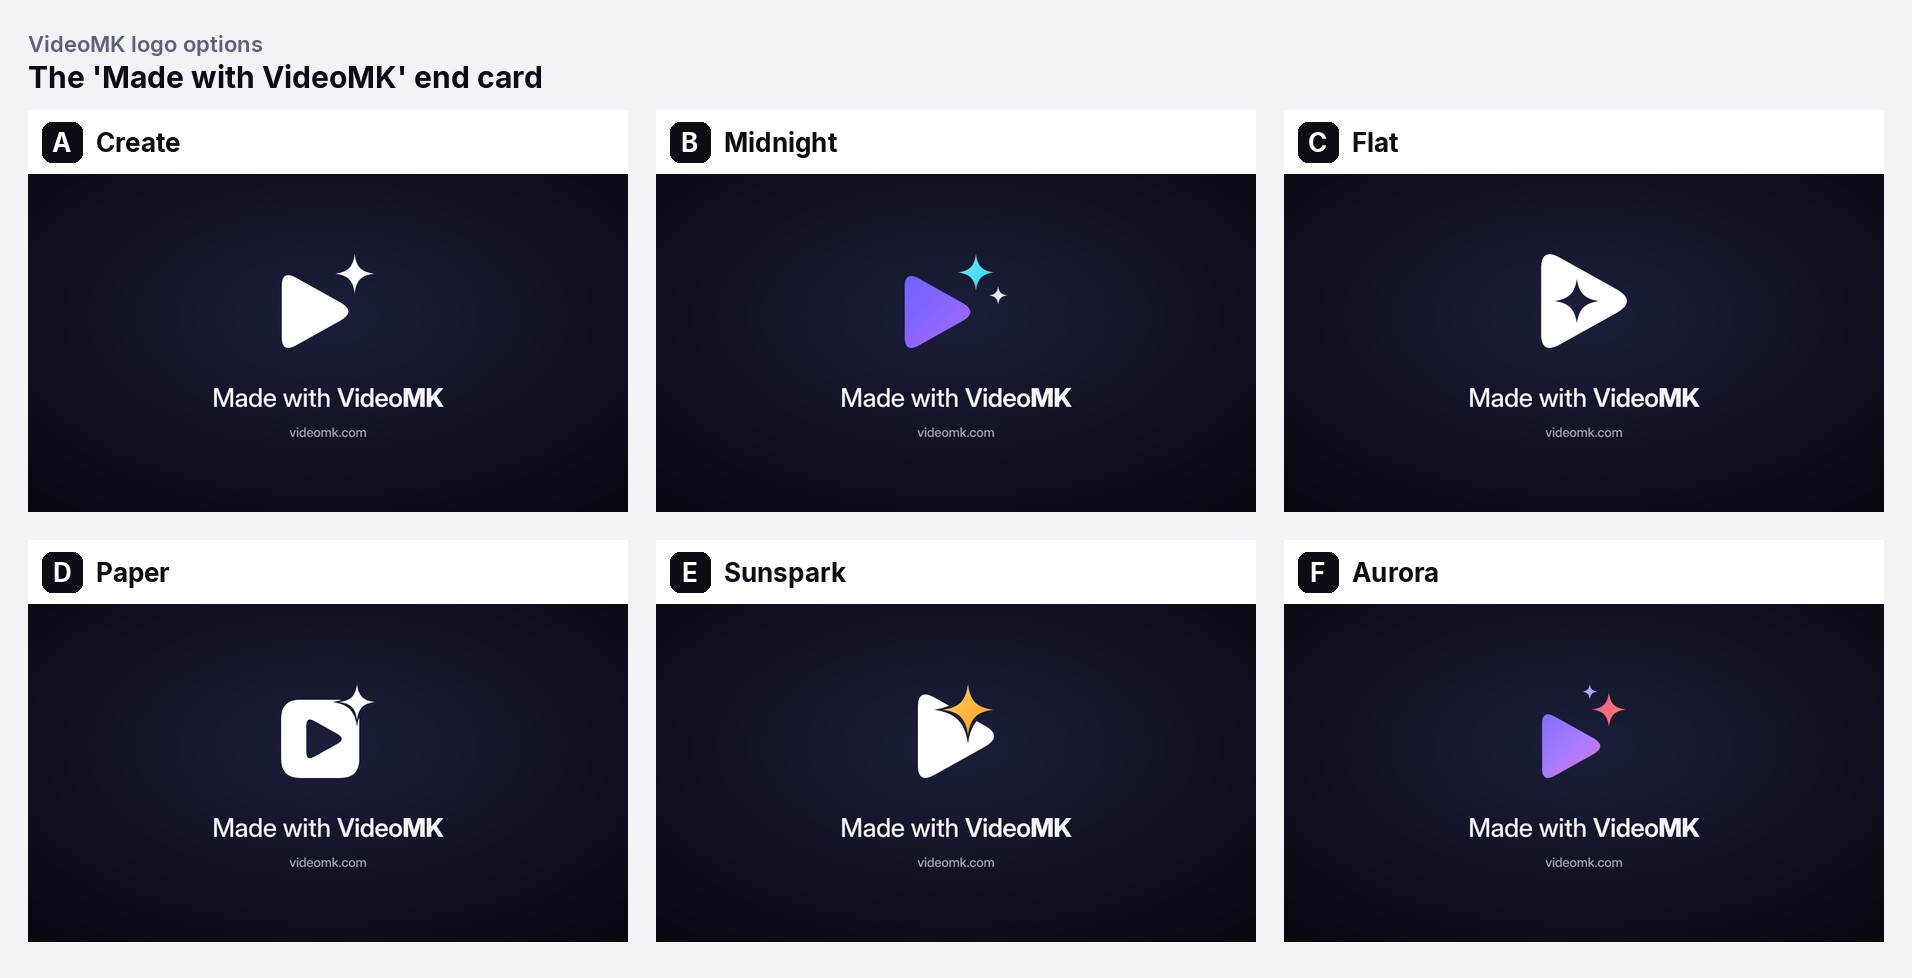 VideoMK logo options
The 'Made with VideoMK' end card
A Create
Made with VideoMK
videomk.com
B Midnight
Made with VideoMK
videomk.com
C Flat
Made with VideoMK
videomk.com
D Paper
Made with VideoMK
videomk.com
E Sunspark
Made with VideoMK
videomk.com
F Aurora
Made with VideoMK
videomk.com